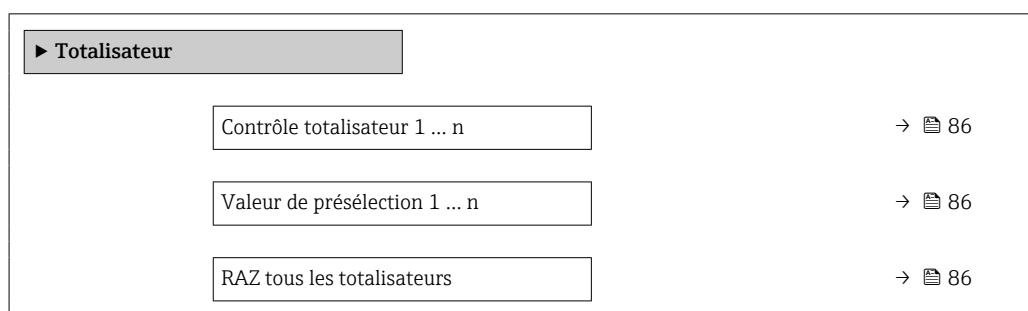 ▶ Totalisateur
Contrôle totalisateur 1 … n → 86
Valeur de présélection 1 … n → 86
RAZ tous les totalisateurs → 86